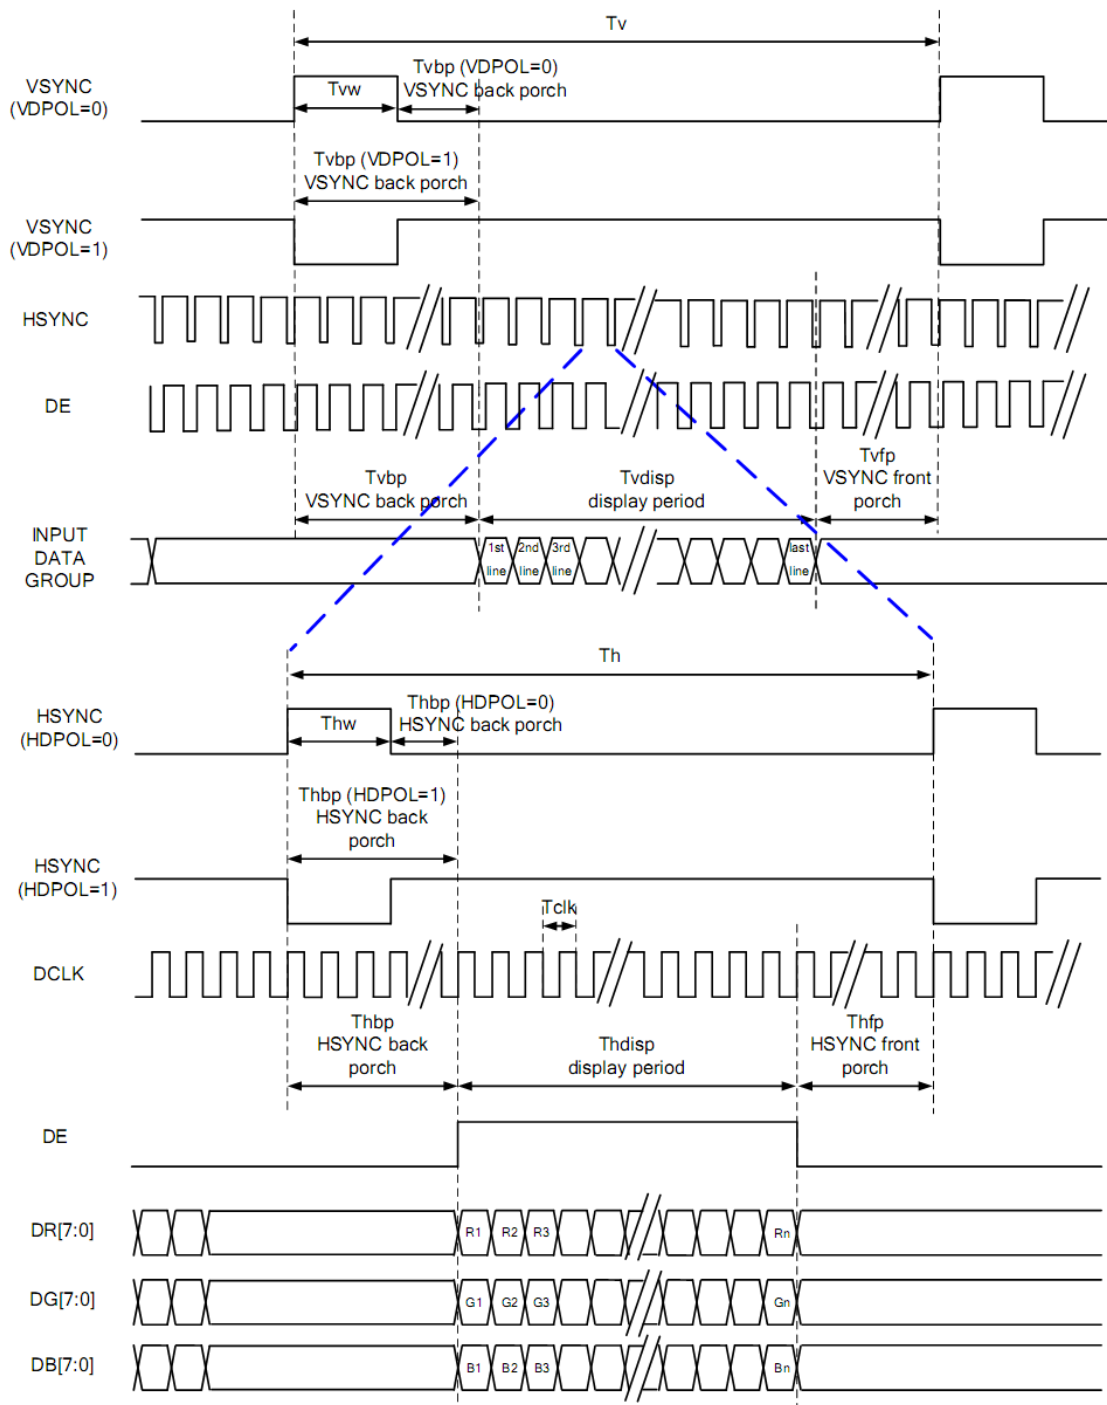 Tv
VSYNC
(VDPOL=0)
Tvw
Tvbp (VDPOL=0)
VSYNC back porch
Tvbp (VDPOL=1)
VSYNC back porch
VSYNC
(VDPOL=1)
HSYNC
DE
Tvbp
VSYNC back porch
Tvdisp
display period
Tvfp
VSYNC front
porch
INPUT
DATA
GROUP
1st
line
2nd
line
3rd
line
last
line
Th
HSYNC
(HDPOL=0)
Thw
Thbp (HDPOL=0)
HSYNC back porch
Thbp (HDPOL=1)
HSYNC back
porch
HSYNC
(HDPOL=1)
Tclk
DCLK
Thbp
HSYNC back
porch
Thdisp
display period
Thfp
HSYNC front
porch
DE
DR[7:0]
R1
R2
R3
Rn
DG[7:0]
G1
G2
G3
Gn
DB[7:0]
B1
B2
B3
Bn